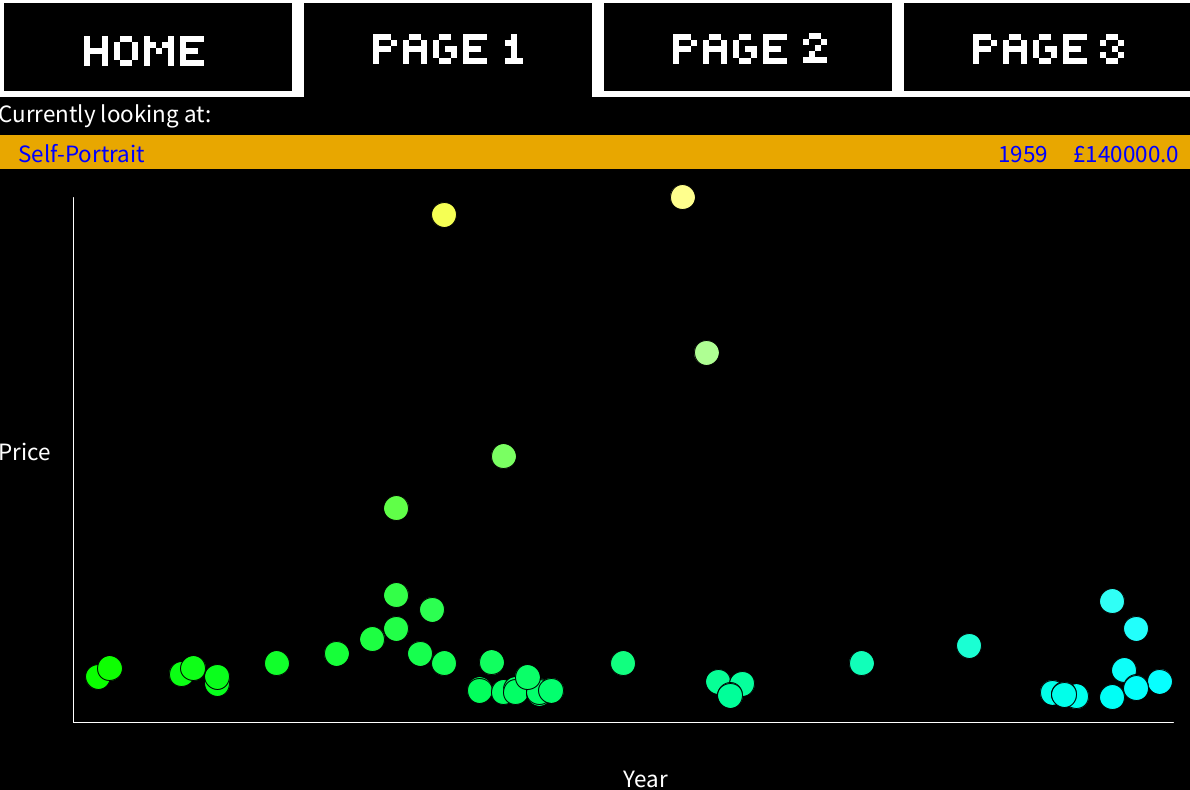 HOME PAGE 1 PAGE 2 PAGE 3
Currently looking at:
Self-Portrait 1959 £140000.0
Price
Year